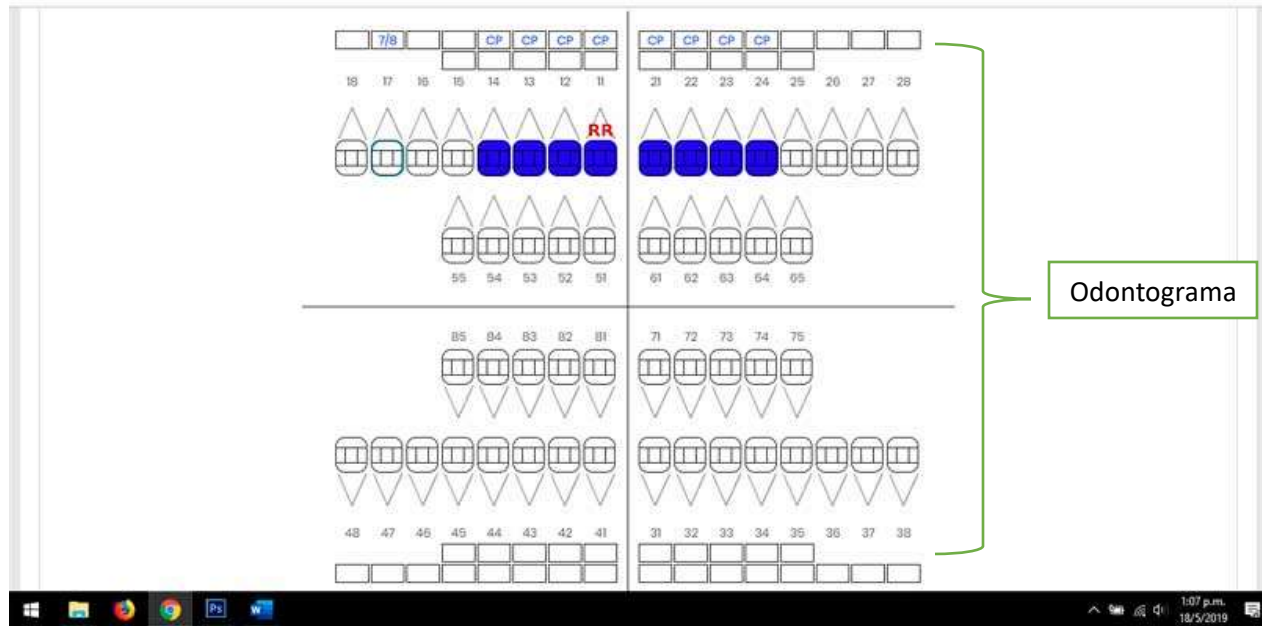 7/8 CP CP CP CP CP CP CP CP
18 17 16 15 14 13 12 11 21 22 23 24 25 26 27 28
RR
55 54 53 52 51 61 62 63 64 65
Odontograma
85 84 83 82 81 71 72 73 74 75
48 47 46 45 44 43 42 41 31 32 33 34 35 36 37 38
Ps W
1:07 p.m.
18/5/2019